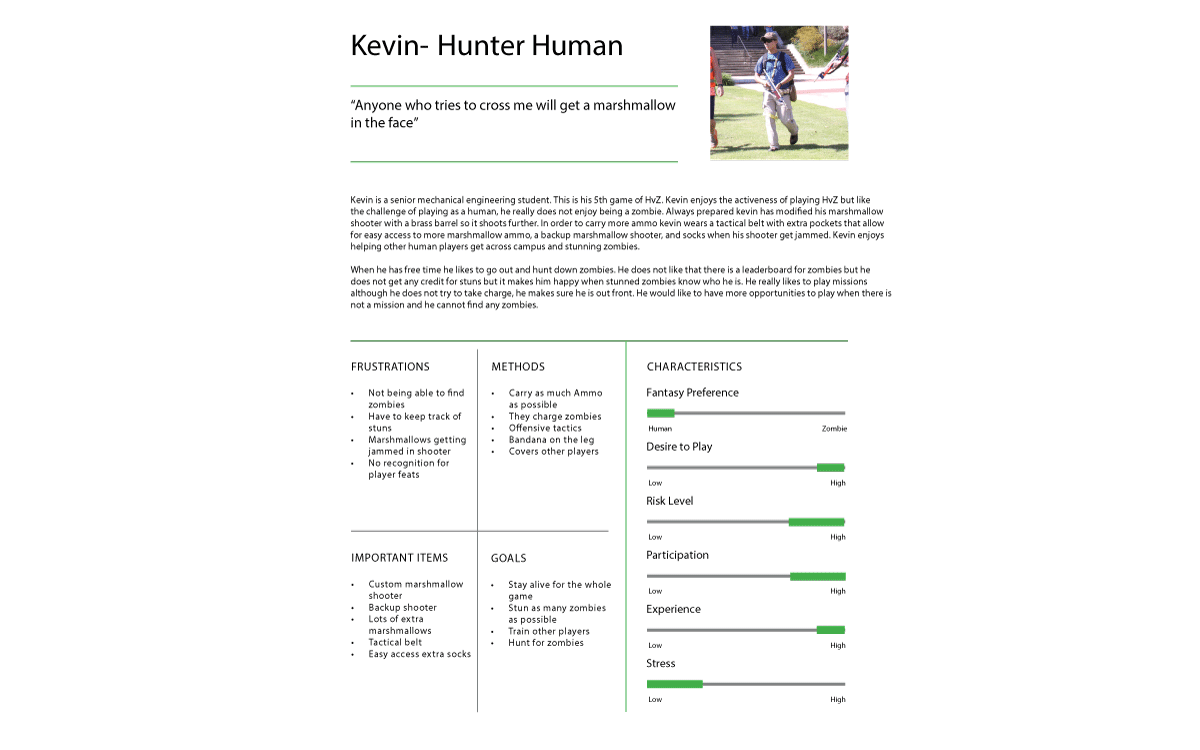 Kevin- Hunter Human
“Anyone who tries to cross me will get a marshmallow
in the face”
Kevin is a senior mechanical engineering student. This is his 5th game of HvZ. Kevin enjoys the activeness of playing HvZ but like
the challenge of playing as a human, he really does not enjoy being a zombie. Always prepared kevin has modified his marshmallow
shooter with a brass barrel so it shoots further. In order to carry more ammo kevin wears a tactical belt with extra pockets that allow
for easy access to more marshmallow ammo, a backup marshmallow shooter, and socks when his shooter get jammed. Kevin enjoys
helping other human players get across campus and stunning zombies.
When he has free time he likes to go out and hunt down zombies. He does not like that there is a leaderboard for zombies but he
does not get any credit for stuns but it makes him happy when stunned zombies know who he is. He really likes to play missions
although he does not try to take charge, he makes sure he is out front. He would like to have more opportunities to play when there is
not a mission and he cannot find any zombies.
FRUSTRATIONS
• Not being able to find
zombies
• Have to keep track of
stuns
• Marshmallows getting
jammed in shooter
• No recognition for
player feats
METHODS
• Carry as much Ammo
as possible
• They charge zombies
• Offensive tactics
• Bandana on the leg
• Covers other players
IMPORTANT ITEMS
• Custom marshmallow
shooter
• Backup shooter
• Lots of extra
marshmallows
• Tactical belt
• Easy access extra socks
GOALS
• Stay alive for the whole
game
• Stun as many zombies
as possible
• Train other players
• Hunt for zombies
CHARACTERISTICS
Fantasy Preference
Human Zombie
Desire to Play
Low High
Risk Level
Low High
Participation
Low High
Experience
Low High
Stress
Low High